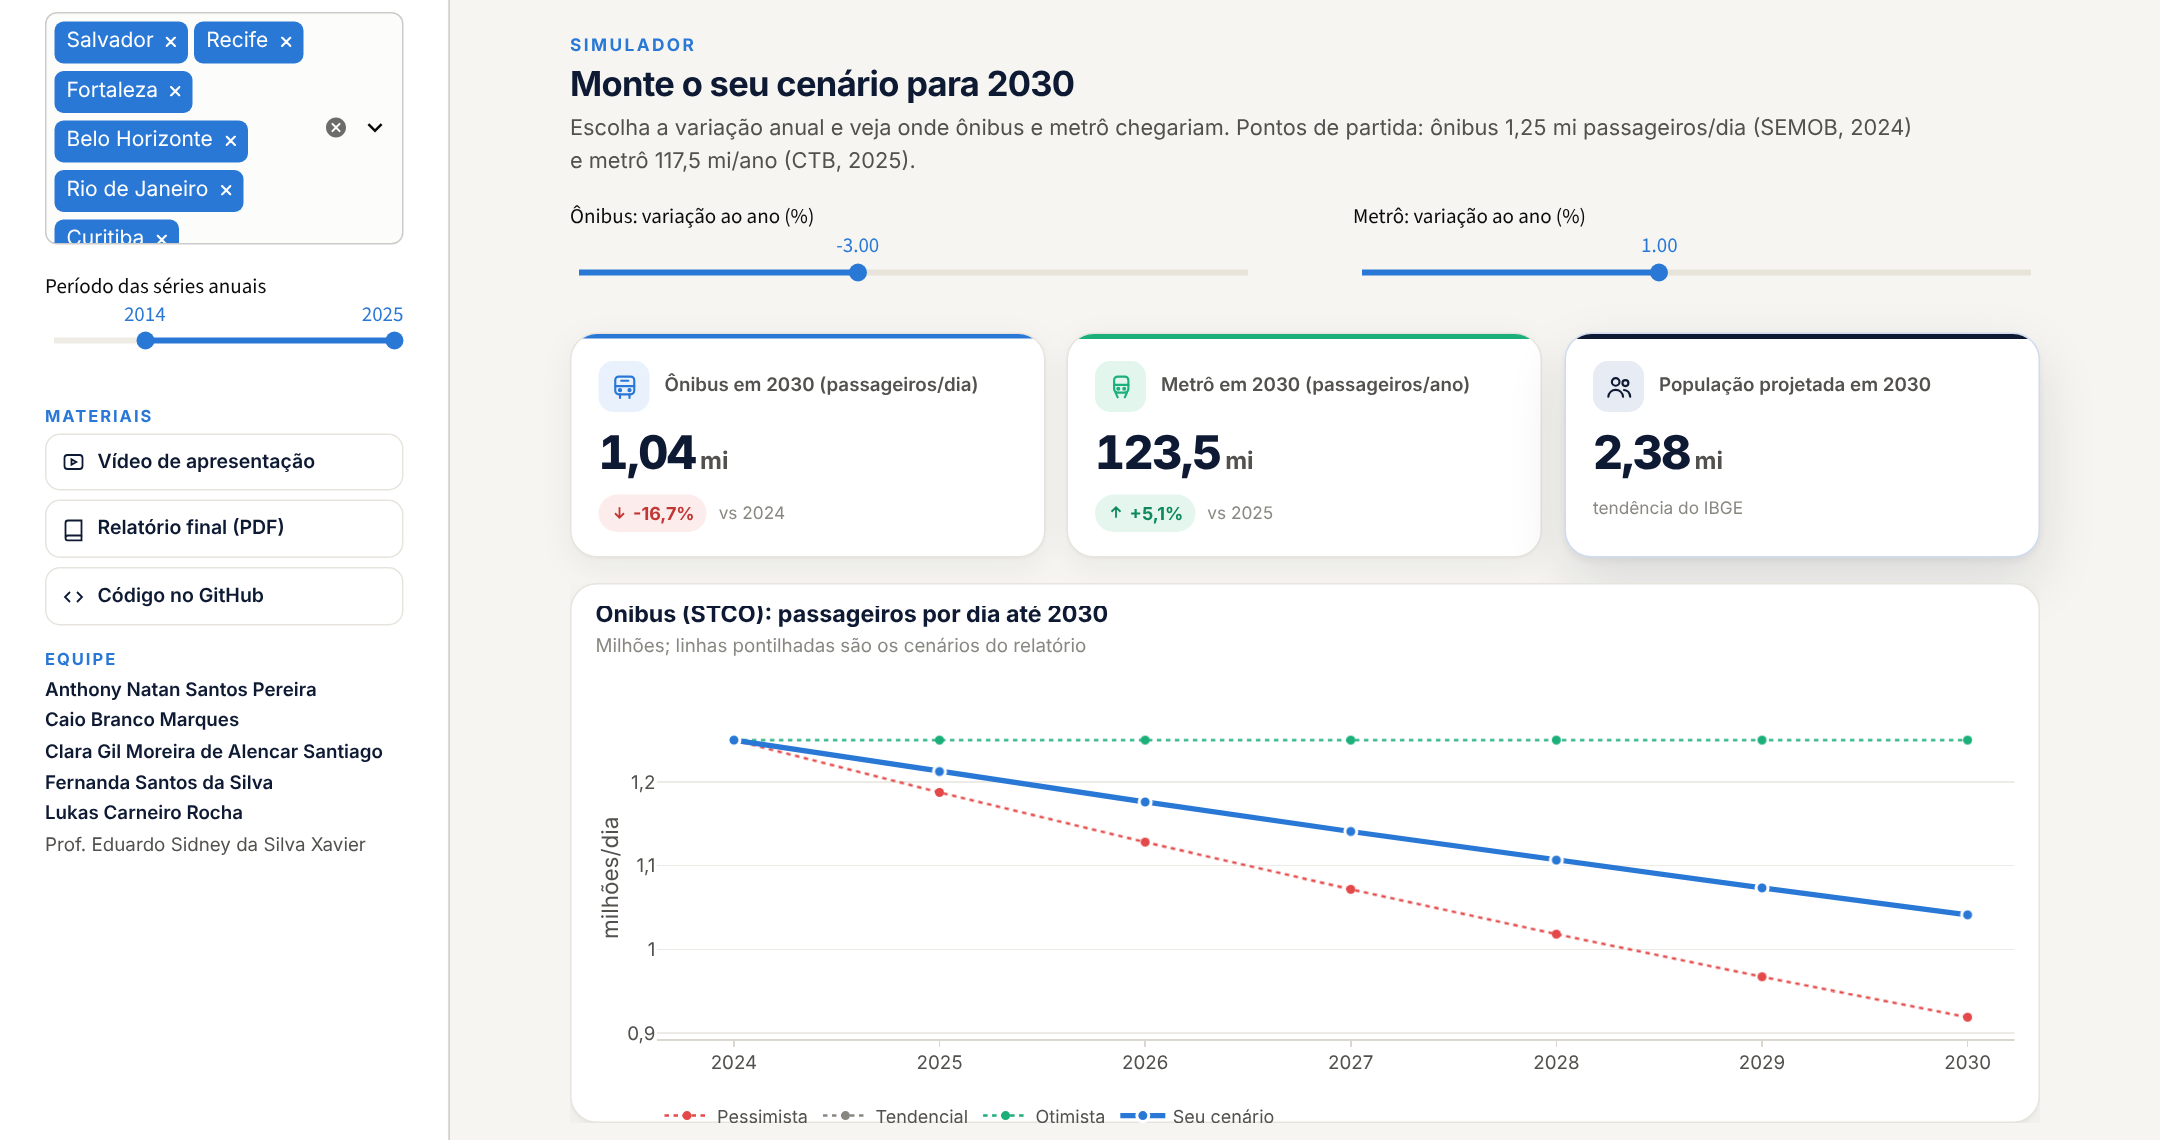 Salvador ×
Recife ×
Fortaleza ×
Belo Horizonte ×
Rio de Janeiro ×
Curitiba ×
Período das séries anuais
2014
2025
MATERIAIS
Vídeo de apresentação
Relatório final (PDF)
Código no GitHub
EQUIPE
Anthony Natan Santos Pereira
Caio Branco Marques
Clara Gil Moreira de Alencar Santiago
Fernanda Santos da Silva
Lukas Carneiro Rocha
Prof. Eduardo Sidney da Silva Xavier
SIMULADOR
Monte o seu cenário para 2030
Escolha a variação anual e veja onde ônibus e metrô chegariam. Pontos de partida: ônibus 1,25 mi passageiros/dia (SEMOB, 2024)
e metrô 117,5 mi/ano (CTB, 2025).
Ônibus: variação ao ano (%)
-3.00
Metrô: variação ao ano (%)
1.00
Ônibus em 2030 (passageiros/dia)
1,04 mi
↓ -16,7% vs 2024
Metrô em 2030 (passageiros/ano)
123,5 mi
↑ +5,1% vs 2025
População projetada em 2030
2,38 mi
tendência do IBGE
Ônibus (STCO): passageiros por dia até 2030
Milhões; linhas pontilhadas são os cenários do relatório
milhões/dia
1,2
1,1
1
0,9
2024
2025
2026
2027
2028
2029
2030
Pessimista
Tendencial
Otimista
Seu cenário